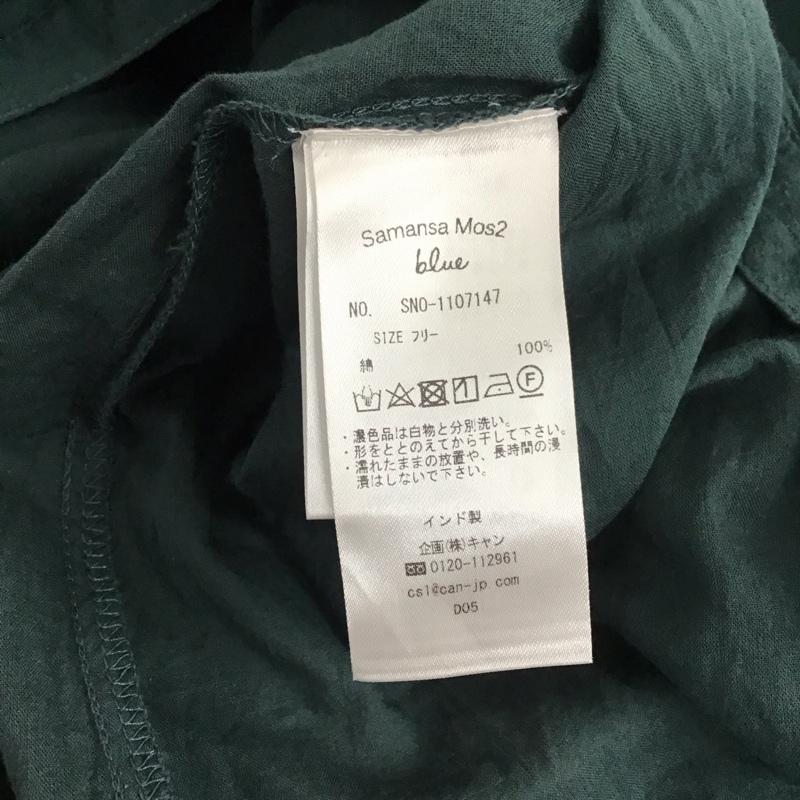 Samansa Mos2
blue
NO. SNO-1107147
SIZE フリー
綿 100%
F
・濃色品は白物と分別洗い。
・形をととのえてから干して下さい。
・濡れたままの放置や、長時間の浸
漬はしないで下さい。
インド製
企画(株)キャン
0120-112961
csl@can-jp com
D05